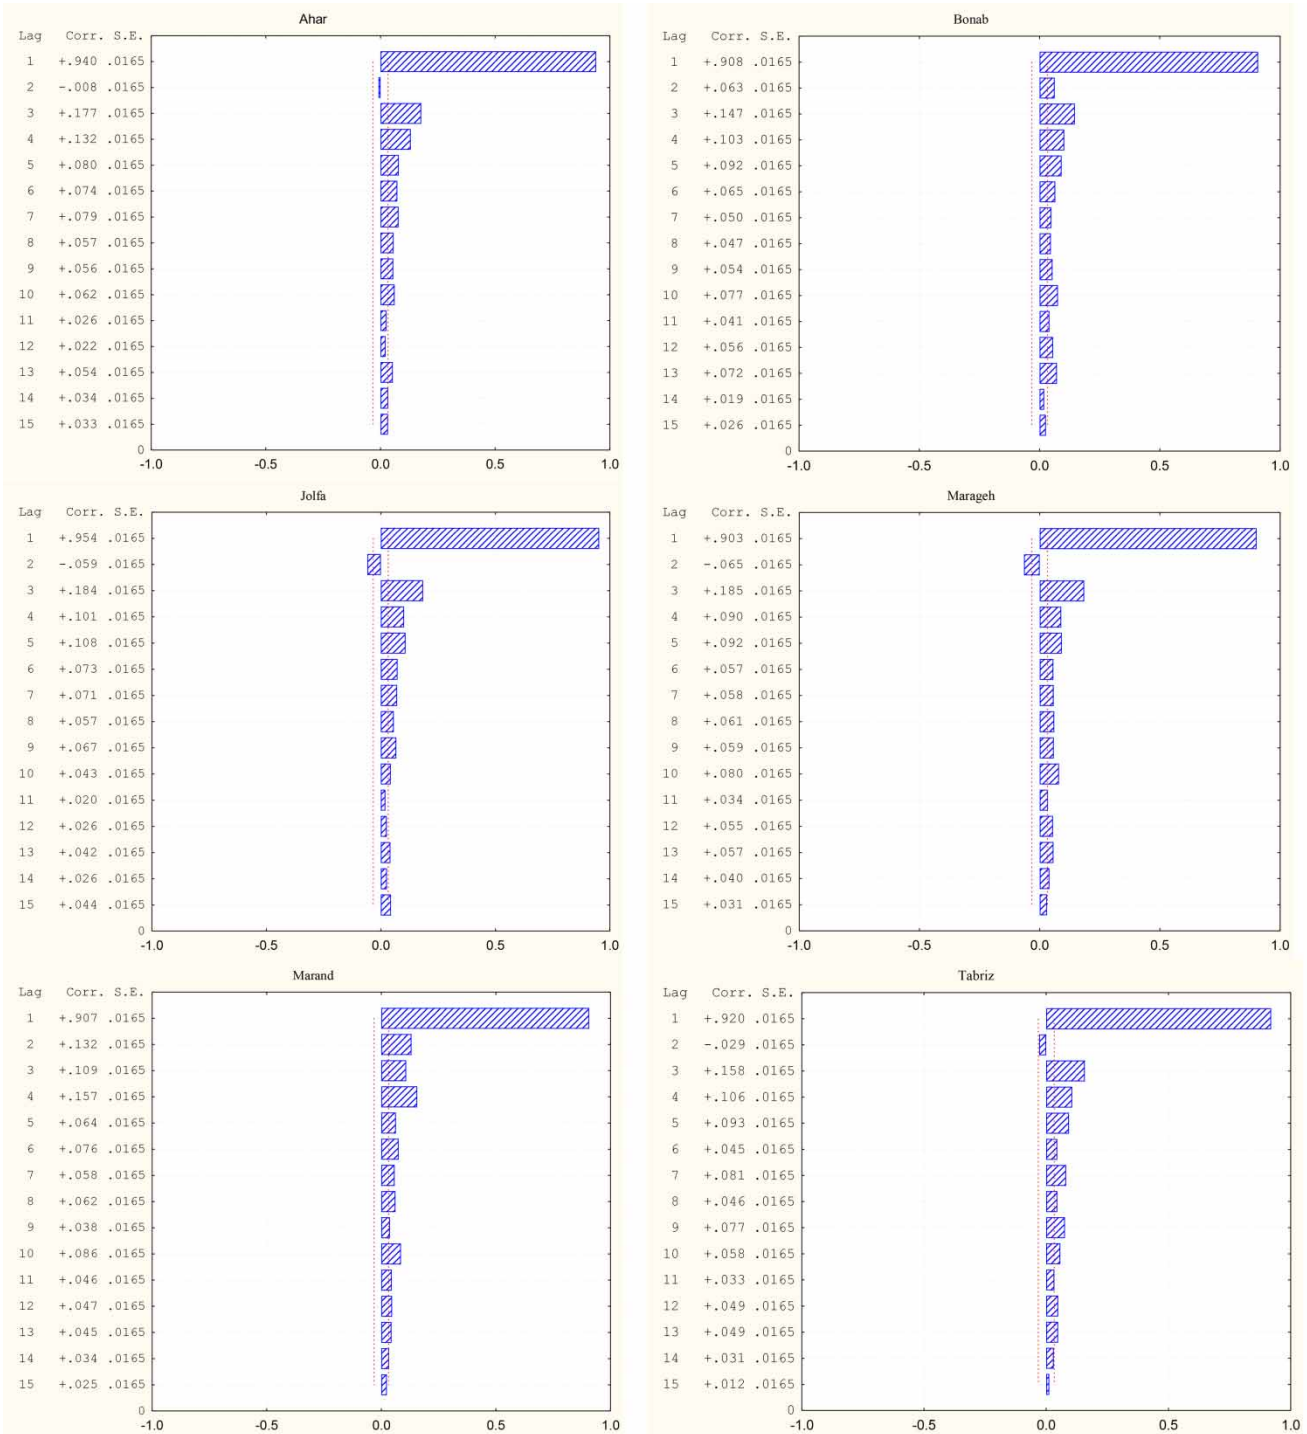 Ahar
Lag Corr. S.E.
1 +.940 .0165
2 -.008 .0165
3 +.177 .0165
4 +.132 .0165
5 +.080 .0165
6 +.074 .0165
7 +.079 .0165
8 +.057 .0165
9 +.056 .0165
10 +.062 .0165
11 +.026 .0165
12 +.022 .0165
13 +.054 .0165
14 +.034 .0165
15 +.033 .0165
0
-1.0 -0.5 0.0 0.5 1.0
Bonab
Lag Corr. S.E.
1 +.908 .0165
2 +.063 .0165
3 +.147 .0165
4 +.103 .0165
5 +.092 .0165
6 +.065 .0165
7 +.050 .0165
8 +.047 .0165
9 +.054 .0165
10 +.077 .0165
11 +.041 .0165
12 +.056 .0165
13 +.072 .0165
14 +.019 .0165
15 +.026 .0165
0
-1.0 -0.5 0.0 0.5 1.0
Jolfa
Lag Corr. S.E.
1 +.954 .0165
2 -.059 .0165
3 +.184 .0165
4 +.101 .0165
5 +.108 .0165
6 +.073 .0165
7 +.071 .0165
8 +.057 .0165
9 +.067 .0165
10 +.043 .0165
11 +.020 .0165
12 +.026 .0165
13 +.042 .0165
14 +.026 .0165
15 +.044 .0165
0
-1.0 -0.5 0.0 0.5 1.0
Marageh
Lag Corr. S.E.
1 +.903 .0165
2 -.065 .0165
3 +.185 .0165
4 +.090 .0165
5 +.092 .0165
6 +.057 .0165
7 +.058 .0165
8 +.061 .0165
9 +.059 .0165
10 +.080 .0165
11 +.034 .0165
12 +.055 .0165
13 +.057 .0165
14 +.040 .0165
15 +.031 .0165
0
-1.0 -0.5 0.0 0.5 1.0
Marand
Lag Corr. S.E.
1 +.907 .0165
2 +.132 .0165
3 +.109 .0165
4 +.157 .0165
5 +.064 .0165
6 +.076 .0165
7 +.058 .0165
8 +.062 .0165
9 +.038 .0165
10 +.086 .0165
11 +.046 .0165
12 +.047 .0165
13 +.045 .0165
14 +.034 .0165
15 +.025 .0165
0
-1.0 -0.5 0.0 0.5 1.0
Tabriz
Lag Corr. S.E.
1 +.920 .0165
2 -.029 .0165
3 +.158 .0165
4 +.106 .0165
5 +.093 .0165
6 +.045 .0165
7 +.081 .0165
8 +.046 .0165
9 +.077 .0165
10 +.058 .0165
11 +.033 .0165
12 +.049 .0165
13 +.049 .0165
14 +.031 .0165
15 +.012 .0165
0
-1.0 -0.5 0.0 0.5 1.0